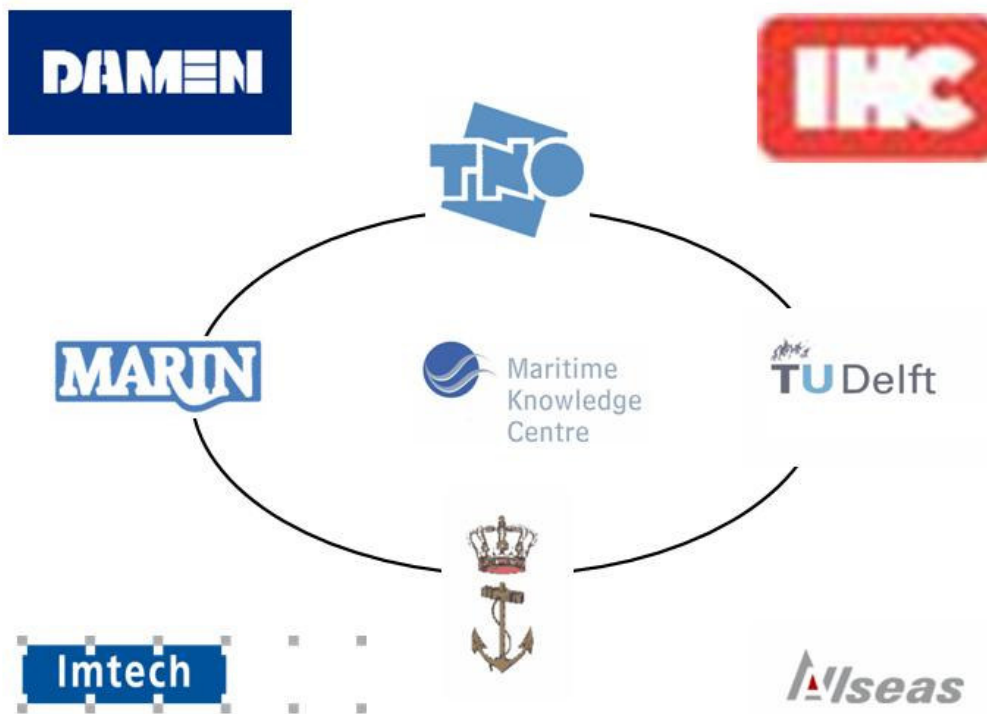 DAMEN
IHC
TNO
MARIN
Maritime
Knowledge
Centre
TU Delft
Imtech
Allseas